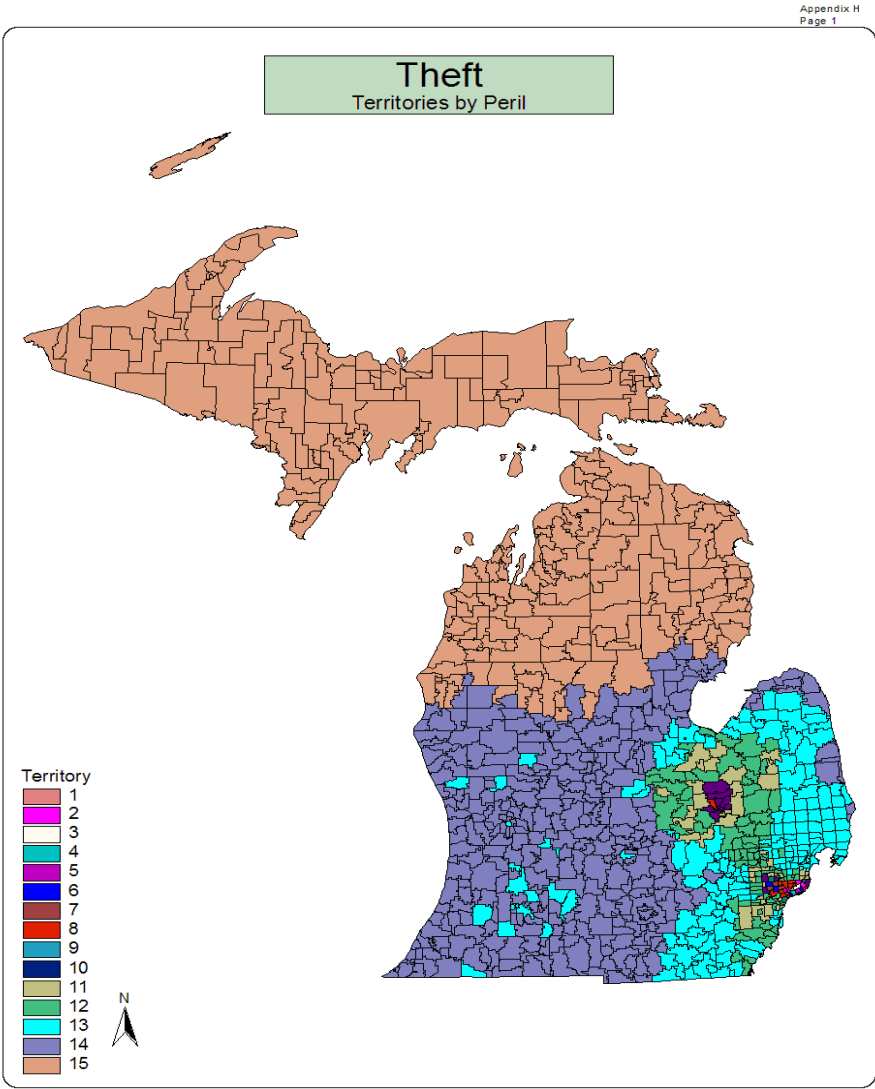 Appendix H
Page 1
Theft
Territories by Peril
Territory
1
2
3
4
5
6
7
8
9
10
11
12
13
14
15
N